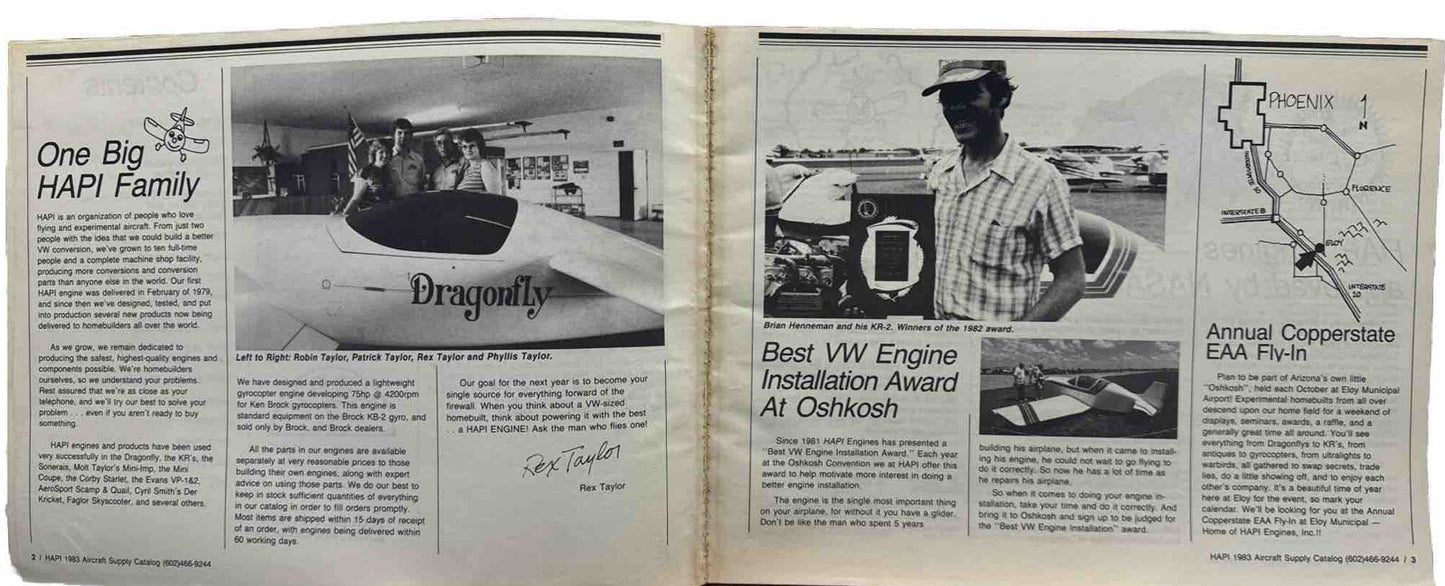 One Big
HAPI Family
HAPI is an organization of people who love
flying and experimental aircraft. From just two
people with the idea that we could build a better
VW conversion, we've grown to ten full-time
people and a complete machine shop facility,
producing more conversions and conversion
parts than anyone else in the world. Our first
HAPI engine was delivered in February of 1979,
and since then we've designed, tested, and put
into production several new products now being
delivered to homebuilders all over the world.
As we grow, we remain dedicated to
producing the safest, highest-quality engines and
components possible. We're homebuilders
ourselves, so we understand your problems.
Rest assured that we're as close as your
telephone, and we'll try our best to solve your
problem . . . even if you aren't ready to buy
something.
HAPI engines and products have been used
very successfully in the Dragonfly, the KR's, the
Sonerais, Molt Taylor's Mini-Imp, the Mini
Coupe, the Corby Starlet, the Evans VP-1&2,
AeroSport Scamp & Quail, Cyril Smith's Der
Kricket, Faglor Skyscooter, and several others.
2 / HAPI 1983 Aircraft Supply Catalog (602)466-9244
Dragonfly
Left to Right: Robin Taylor, Patrick Taylor, Rex Taylor and Phyllis Taylor.
We have designed and produced a lightweight
gyrocopter engine developing 75hp @ 4200rpm
for Ken Brock gyrocopters. This engine is
standard equipment on the Brock KB-2 gyro, and
sold only by Brock, and Brock dealers.
All the parts in our engines are available
separately at very reasonable prices to those
building their own engines, along with expert
advice on using those parts. We do our best to
keep in stock sufficient quantities of everything
in our catalog in order to fill orders promptly.
Most items are shipped within 15 days of receipt
of an order, with engines being delivered within
60 working days.
Our goal for the next year is to become your
single source for everything forward of the
firewall. When you think about a VW-sized
homebuilt, think about powering it with the best
. . a HAPI ENGINE! Ask the man who flies one!
Rex Taylor
Rex Taylor
Brian Henneman and his KR-2. Winners of the 1982 award.
Best VW Engine
Installation Award
At Oshkosh
Since 1981 HAPI Engines has presented a
"Best VW Engine Installation Award." Each year
at the Oshkosh Convention we at HAPI offer this
award to help motivate more interest in doing a
better engine installation.
The engine is the single most important thing
on your airplane, for without it you have a glider.
Don't be like the man who spent 5 years
building his airplane, but when it came to install-
ing his engine, he could not wait to go flying to
do it correctly. So now he has a lot of time as
he repairs his airplane.
So when it comes to doing your engine in-
stallation, take your time and do it correctly. And
bring it to Oshkosh and sign up to be judged for
the "Best VW Engine Installation" award.
PHOENIX
N
INTERSTATE 10
FLORENCE
INTERSTATE 8
ELOY
INTERSTATE
10
Annual Copperstate
EAA Fly-In
Plan to be part of Arizona's own little
"Oshkosh"; held each October at Eloy Municipal
Airport! Experimental homebuilts from all over
descend upon our home field for a weekend of
displays, seminars, awards, a raffle, and a
generally great time all around. You'll see
everything from Dragonflys to KR's, from
antiques to gyrocopters, from ultralights to
warbirds, all gathered to swap secrets, trade
lies, do a little showing off, and to enjoy each
other's company. It's a beautiful time of year
here at Eloy for the event, so mark your
calendar. We'll be looking for you at the Annual
Copperstate EAA Fly-In at Eloy Municipal —
Home of HAPI Engines, Inc.!!
HAPI 1983 Aircraft Supply Catalog (602)466-9244 / 3